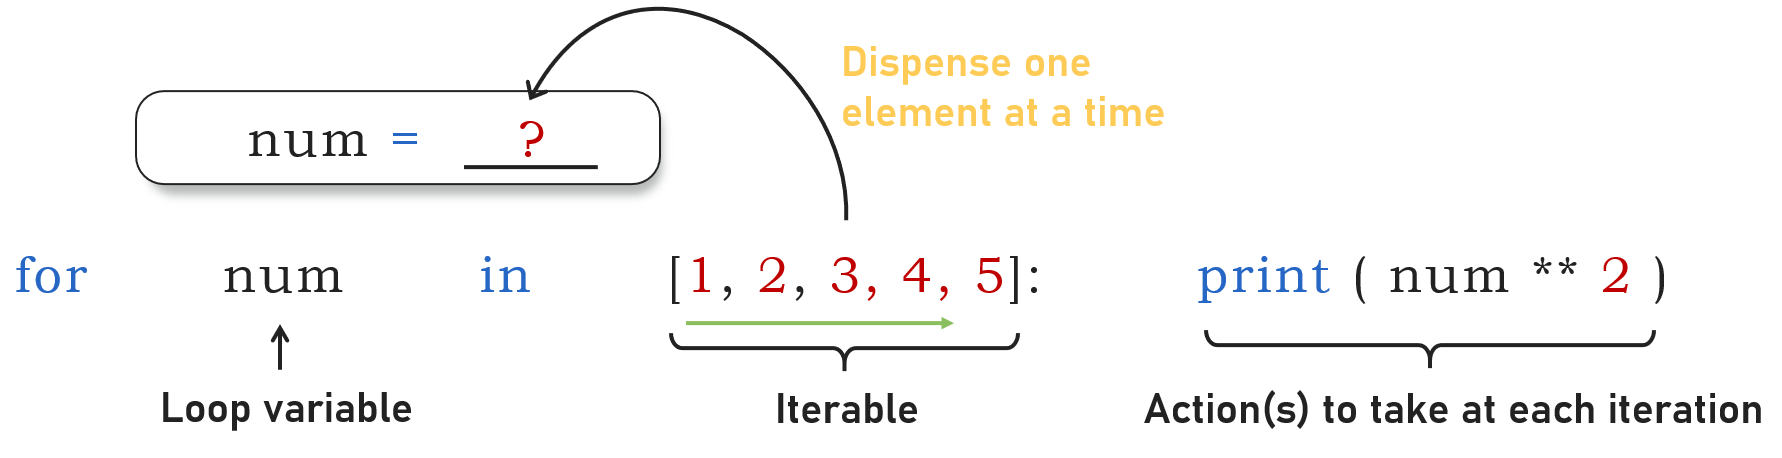 Dispense one
element at a time
num = ?
for num in [1, 2, 3, 4, 5]: print ( num ** 2 )
Loop variable
Iterable
Action(s) to take at each iteration